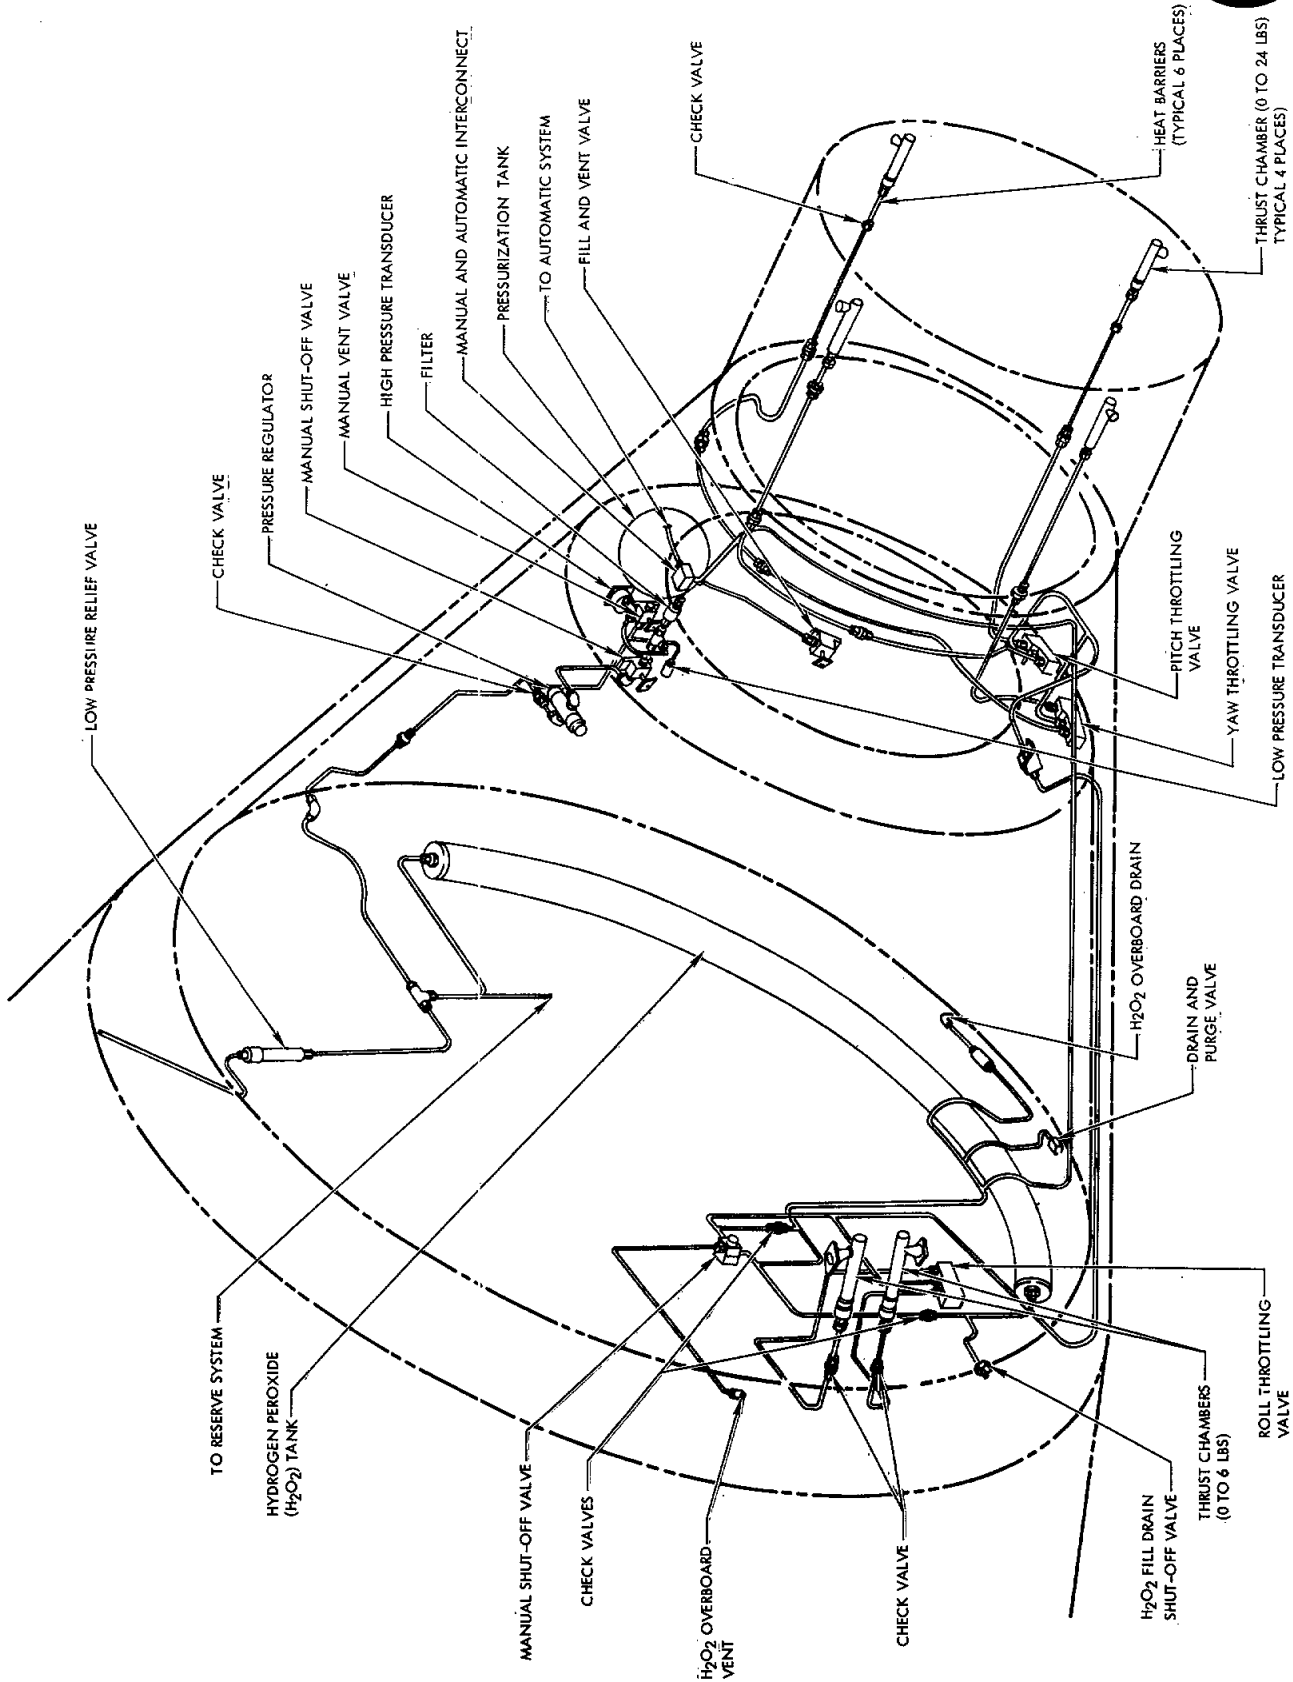 LOW PRESSURE RELIEF VALVE
CHECK VALVE
PRESSURE REGULATOR
MANUAL SHUT-OFF VALVE
MANUAL VENT VALVE
HIGH PRESSURE TRANSDUCER
FILTER
MANUAL AND AUTOMATIC INTERCONNECT
PRESSURIZATION TANK
TO AUTOMATIC SYSTEM
FILL AND VENT VALVE
CHECK VALVE
HEAT BARRIERS
(TYPICAL 6 PLACES)
THRUST CHAMBER (0 TO 24 LBS)
TYPICAL 4 PLACES)
PITCH THROTTLING
VALVE
YAW THROTTLING VALVE
LOW PRESSURE TRANSDUCER
H2O2 OVERBOARD DRAIN
DRAIN AND
PURGE VALVE
TO RESERVE SYSTEM
HYDROGEN PEROXIDE
(H2O2) TANK
MANUAL SHUT-OFF VALVE
CHECK VALVES
H2O2 OVERBOARD
VENT
CHECK VALVE
H2O2 FILL DRAIN
SHUT-OFF VALVE
THRUST CHAMBERS
(0 TO 6 LBS)
ROLL THROTTLING
VALVE